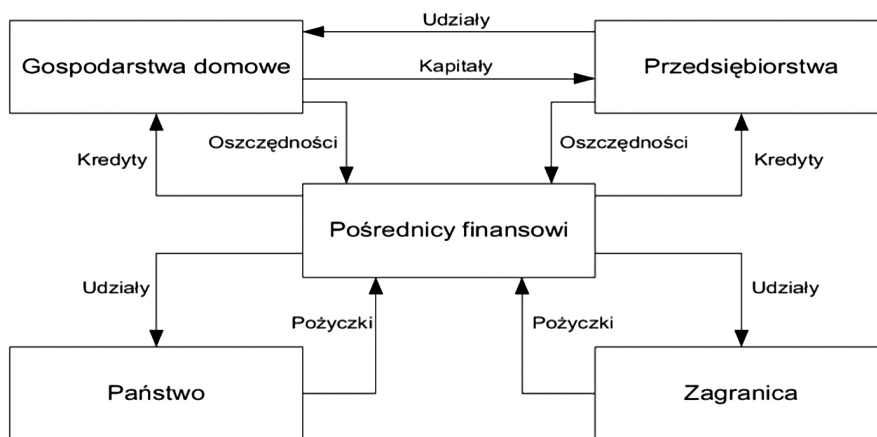 Udziały
Gospodarstwa domowe
Kapitały
Przedsiębiorstwa
Oszczędności
Oszczędności
Kredyty
Kredyty
Pośrednicy finansowi
Udziały
Udziały
Pożyczki
Pożyczki
Państwo
Zagranica